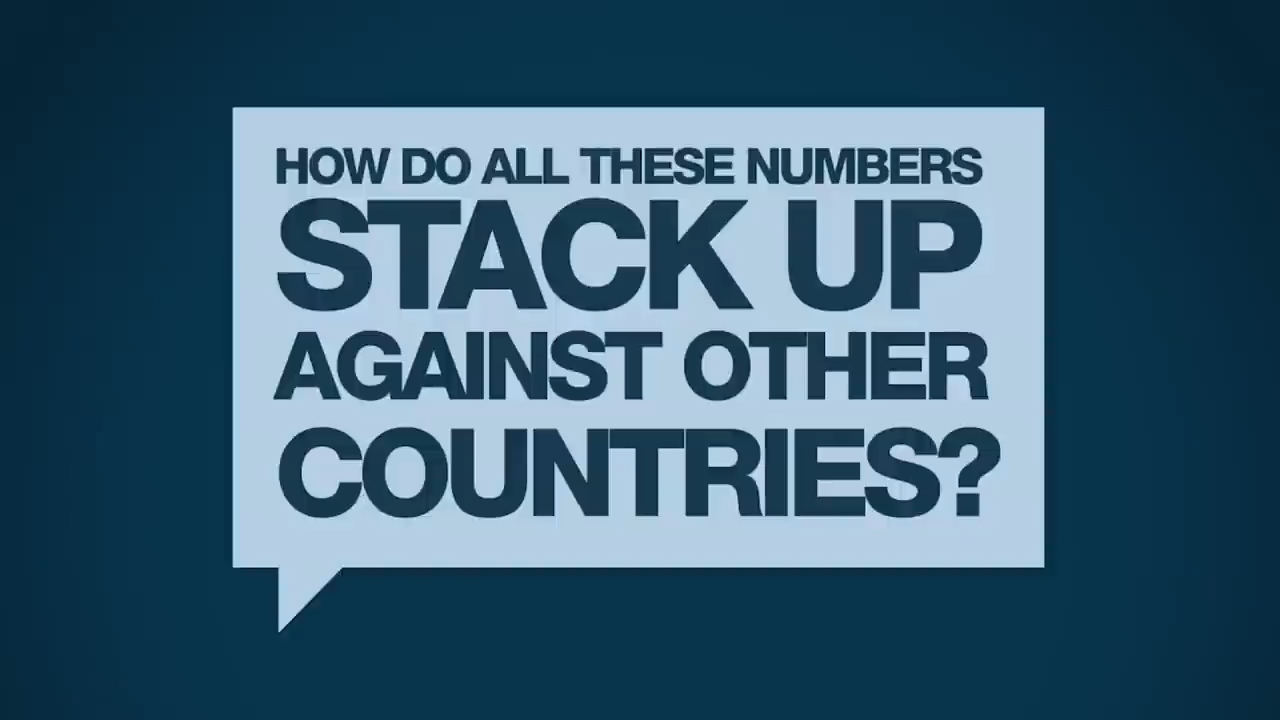 HOW DO ALL THESE NUMBERS
STACK UP
AGAINST OTHER
COUNTRIES?